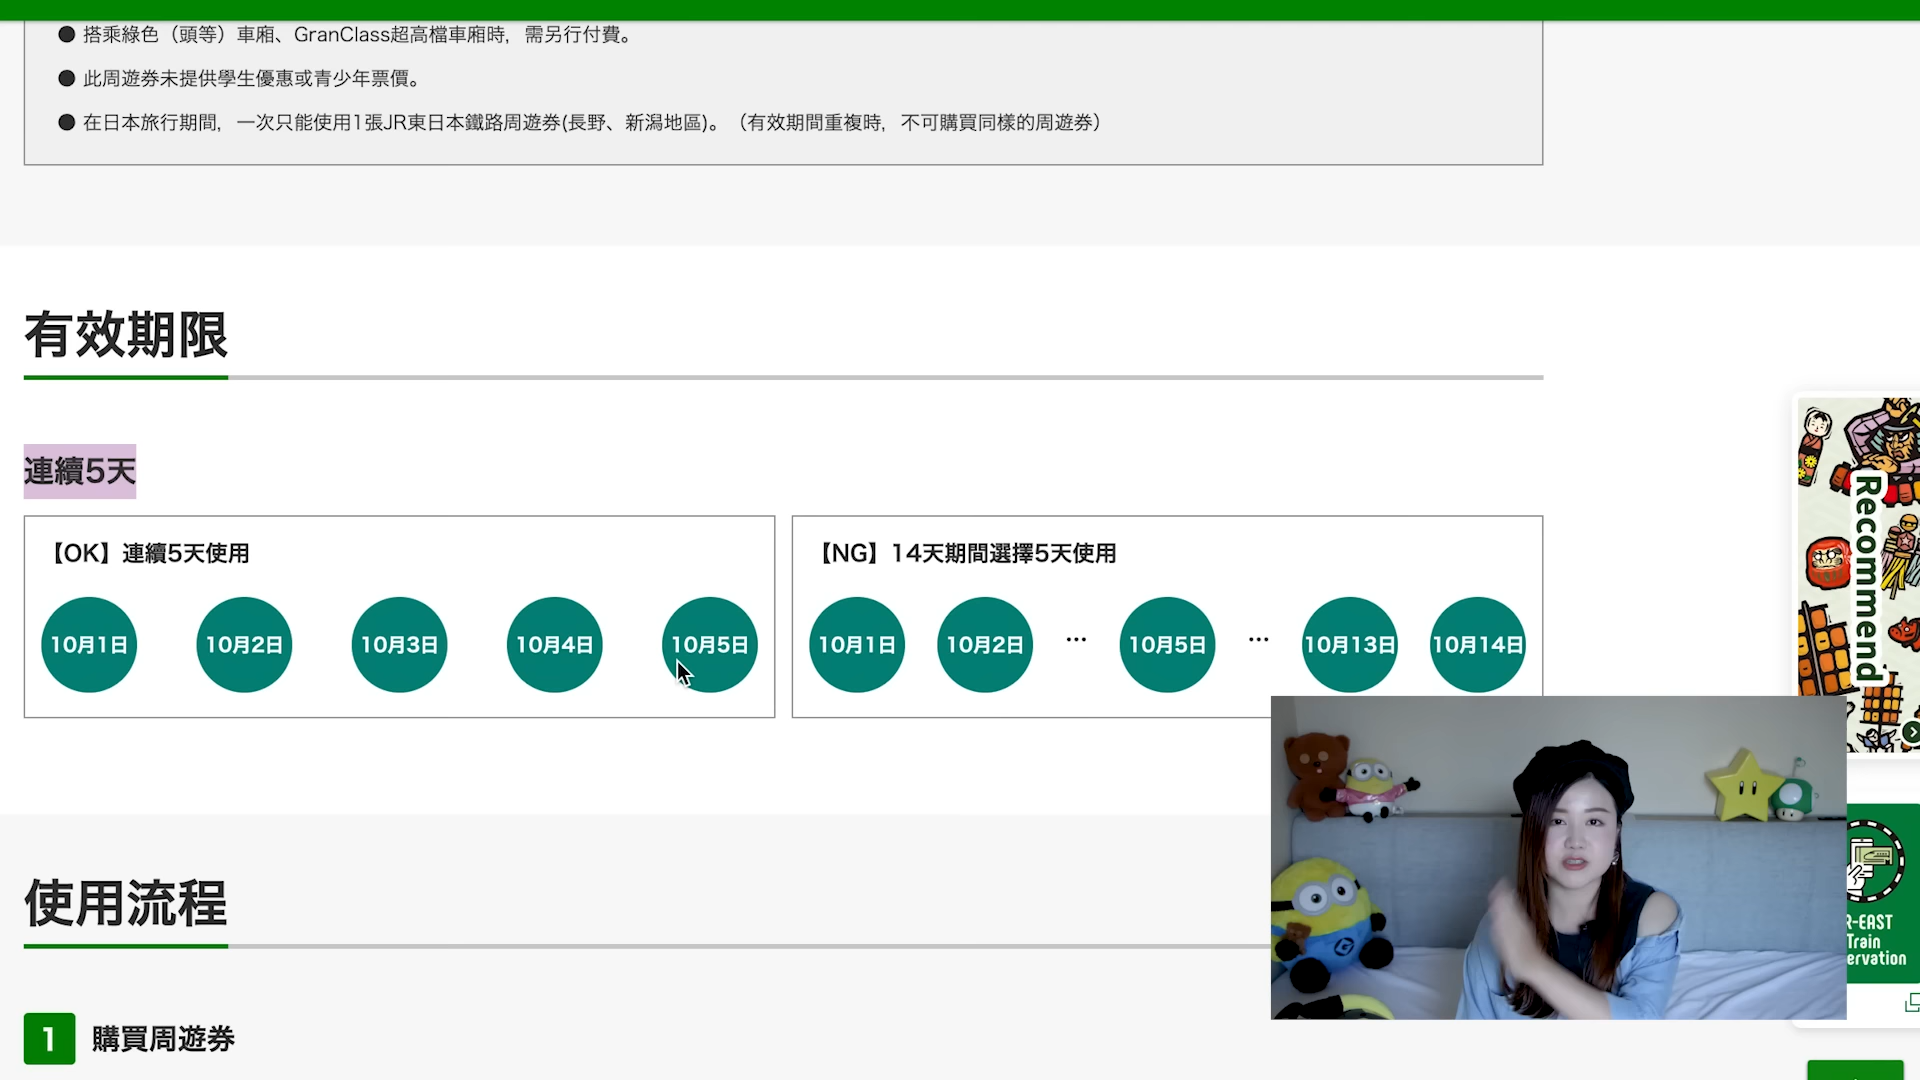 ● 搭乘綠色（頭等）車廂、GranClass超高檔車廂時，需另行付費。
● 此周遊券未提供學生優惠或青少年票價。
● 在日本旅行期間，一次只能使用1張JR東日本鐵路周遊券(長野、新潟地區)。（有效期間重複時，不可購買同樣的周遊券）
有效期限
連續5天
【OK】連續5天使用
10月1日 10月2日 10月3日 10月4日 10月5日
【NG】14天期間選擇5天使用
10月1日 10月2日 … 10月5日 … 10月13日 10月14日
Recommend
使用流程
R-EAST
Train
ervation
1 購買周遊券